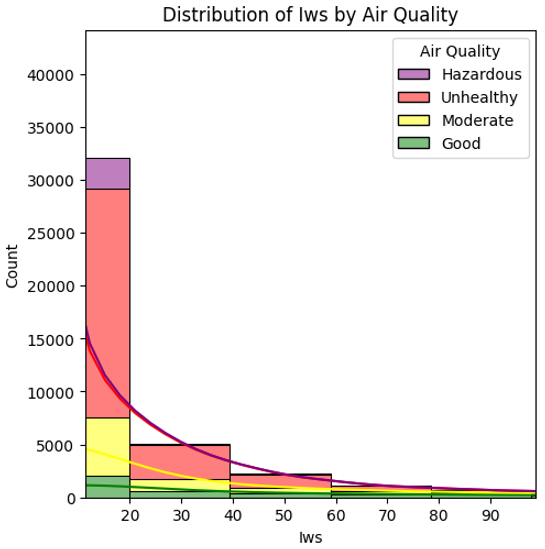 Distribution of Iws by Air Quality
Air Quality
Hazardous
Unhealthy
Moderate
Good
40000
35000
30000
25000
20000
15000
10000
5000
0
Count
20 30 40 50 60 70 80 90
Iws